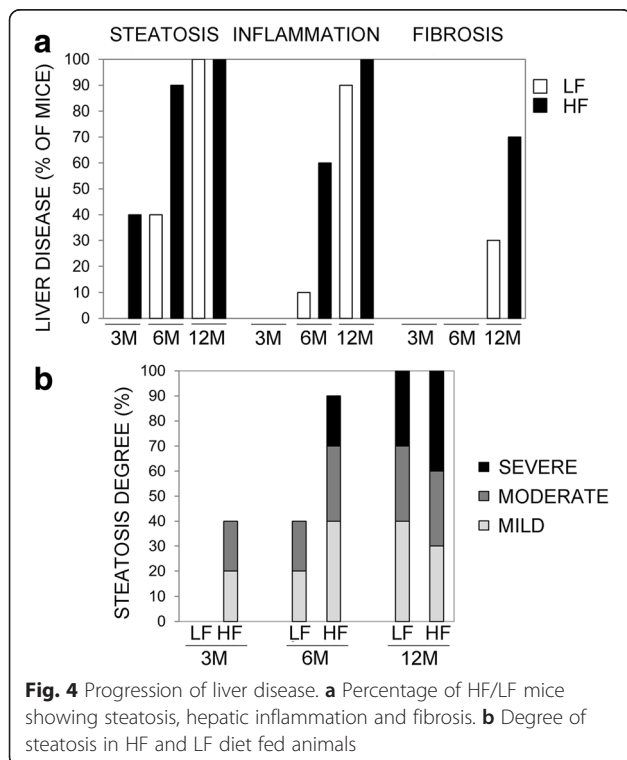 a
STEATOSIS INFLAMMATION FIBROSIS
LIVER DISEASE (% OF MICE)
100
90
80
70
60
50
40
30
20
10
0
LF
HF
3M 6M 12M 3M 6M 12M 3M 6M 12M
b
STEATOSIS DEGREE (%)
100
90
80
70
60
50
40
30
20
10
0
SEVERE
MODERATE
MILD
LF HF LF HF LF HF
3M 6M 12M
Fig. 4 Progression of liver disease. a Percentage of HF/LF mice
showing steatosis, hepatic inflammation and fibrosis. b Degree of
steatosis in HF and LF diet fed animals